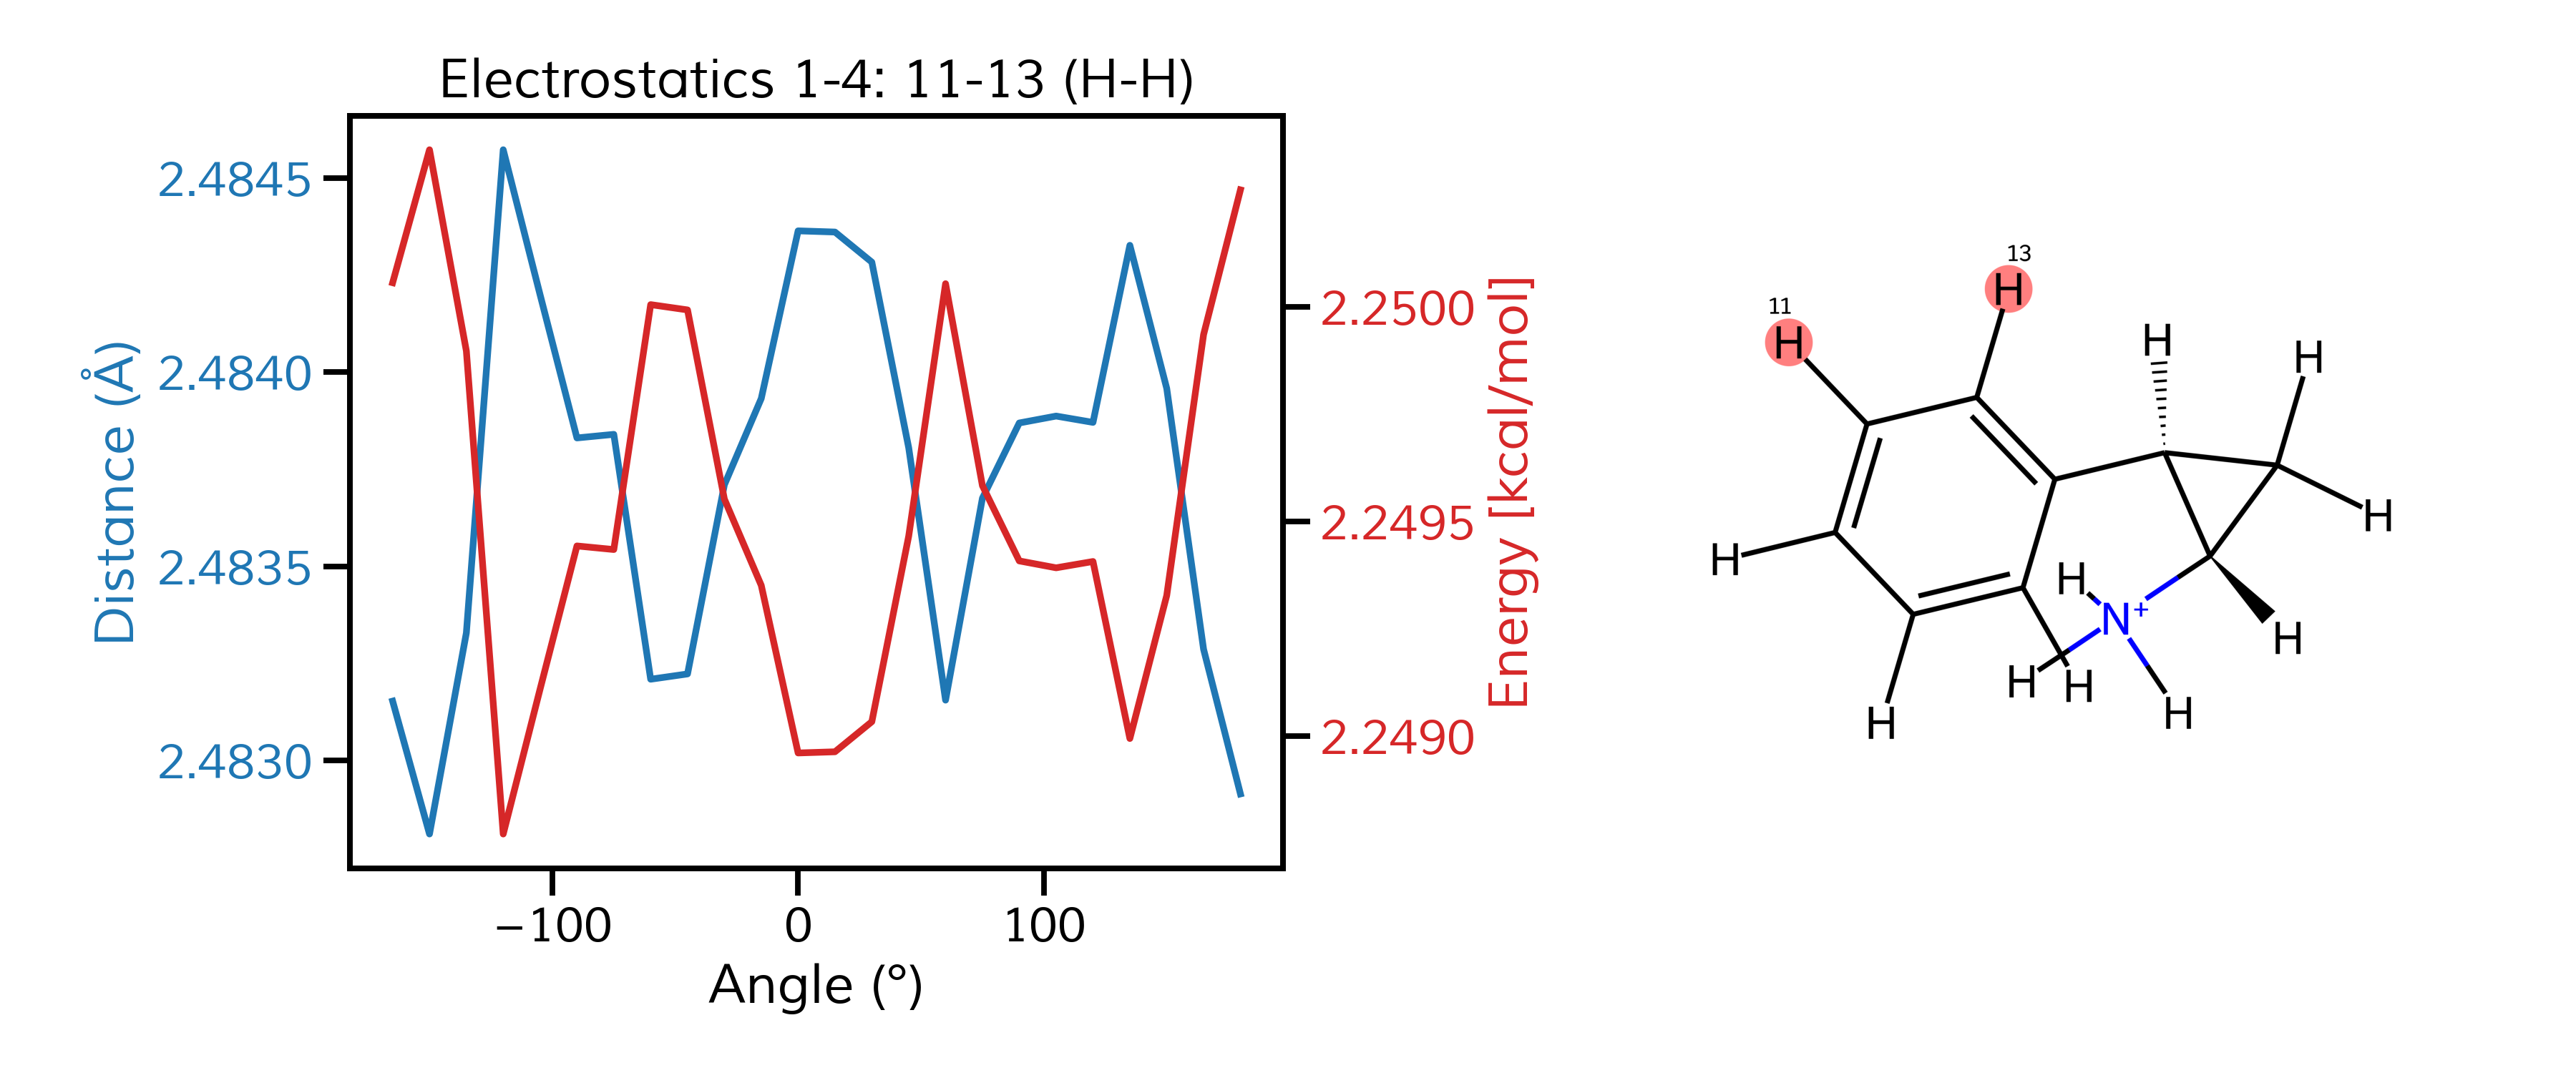 Electrostatics 1-4: 11-13 (H-H)
2.4845
2.4840
2.4835
2.4830
Distance (Å)
2.2500
2.2495
2.2490
Energy [kcal/mol]
−100
0
100
Angle (°)
13
H
11
H
H
H
H
H
H
N+
H
H
H
H
H